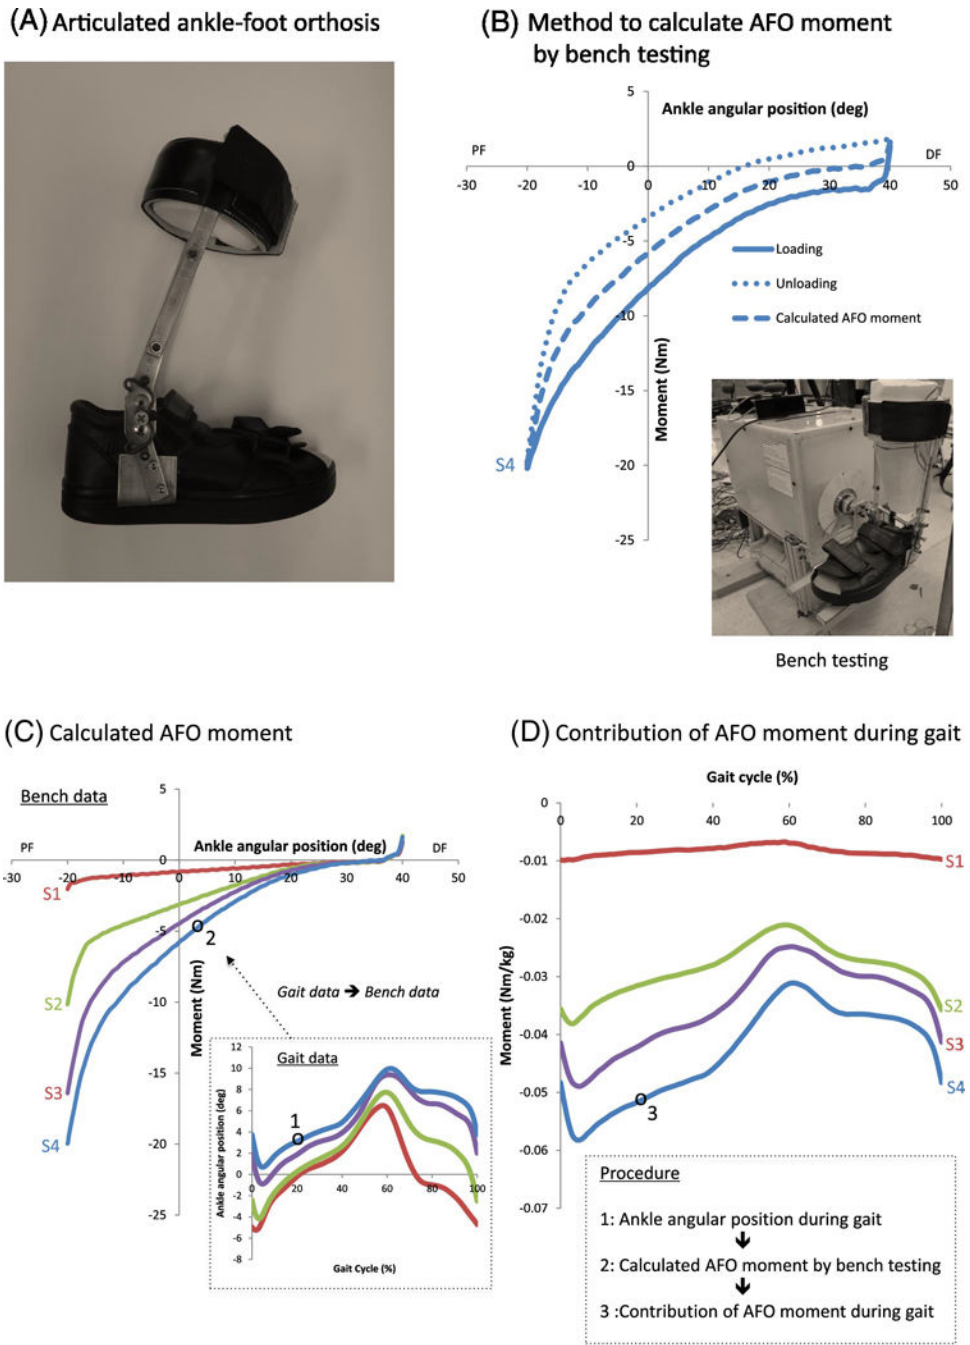 (A) Articulated ankle-foot orthosis
(B) Method to calculate AFO moment
by bench testing
5
Ankle angular position (deg)
PF
DF
0
-30 -20 -10 0 10 20 30 40 50
-5
Loading
Unloading
Calculated AFO moment
-10
-15
Moment (Nm)
S4
-20
-25
Bench testing
(C) Calculated AFO moment
Bench data
5
Ankle angular position (deg)
PF
DF
0
-30 -20 -10 0 10 20 30 40 50
S1
-5
2
Moment (Nm)
Gait data → Bench data
S2
-10
S3
-15
S4
-20
-25
Gait data
12
10
8
6
4
2
0
-2
-4
-6
-8
1
0 20 40 60 80 100
Ankle angular position (deg)
Gait Cycle (%)
(D) Contribution of AFO moment during gait
Gait cycle (%)
0
0 20 40 60 80 100
-0.01
S1
-0.02
-0.03
S2
-0.04
S3
Moment (Nm/kg)
S4
-0.05
3
-0.06
-0.07
Procedure
1: Ankle angular position during gait
↓
2: Calculated AFO moment by bench testing
↓
3 :Contribution of AFO moment during gait